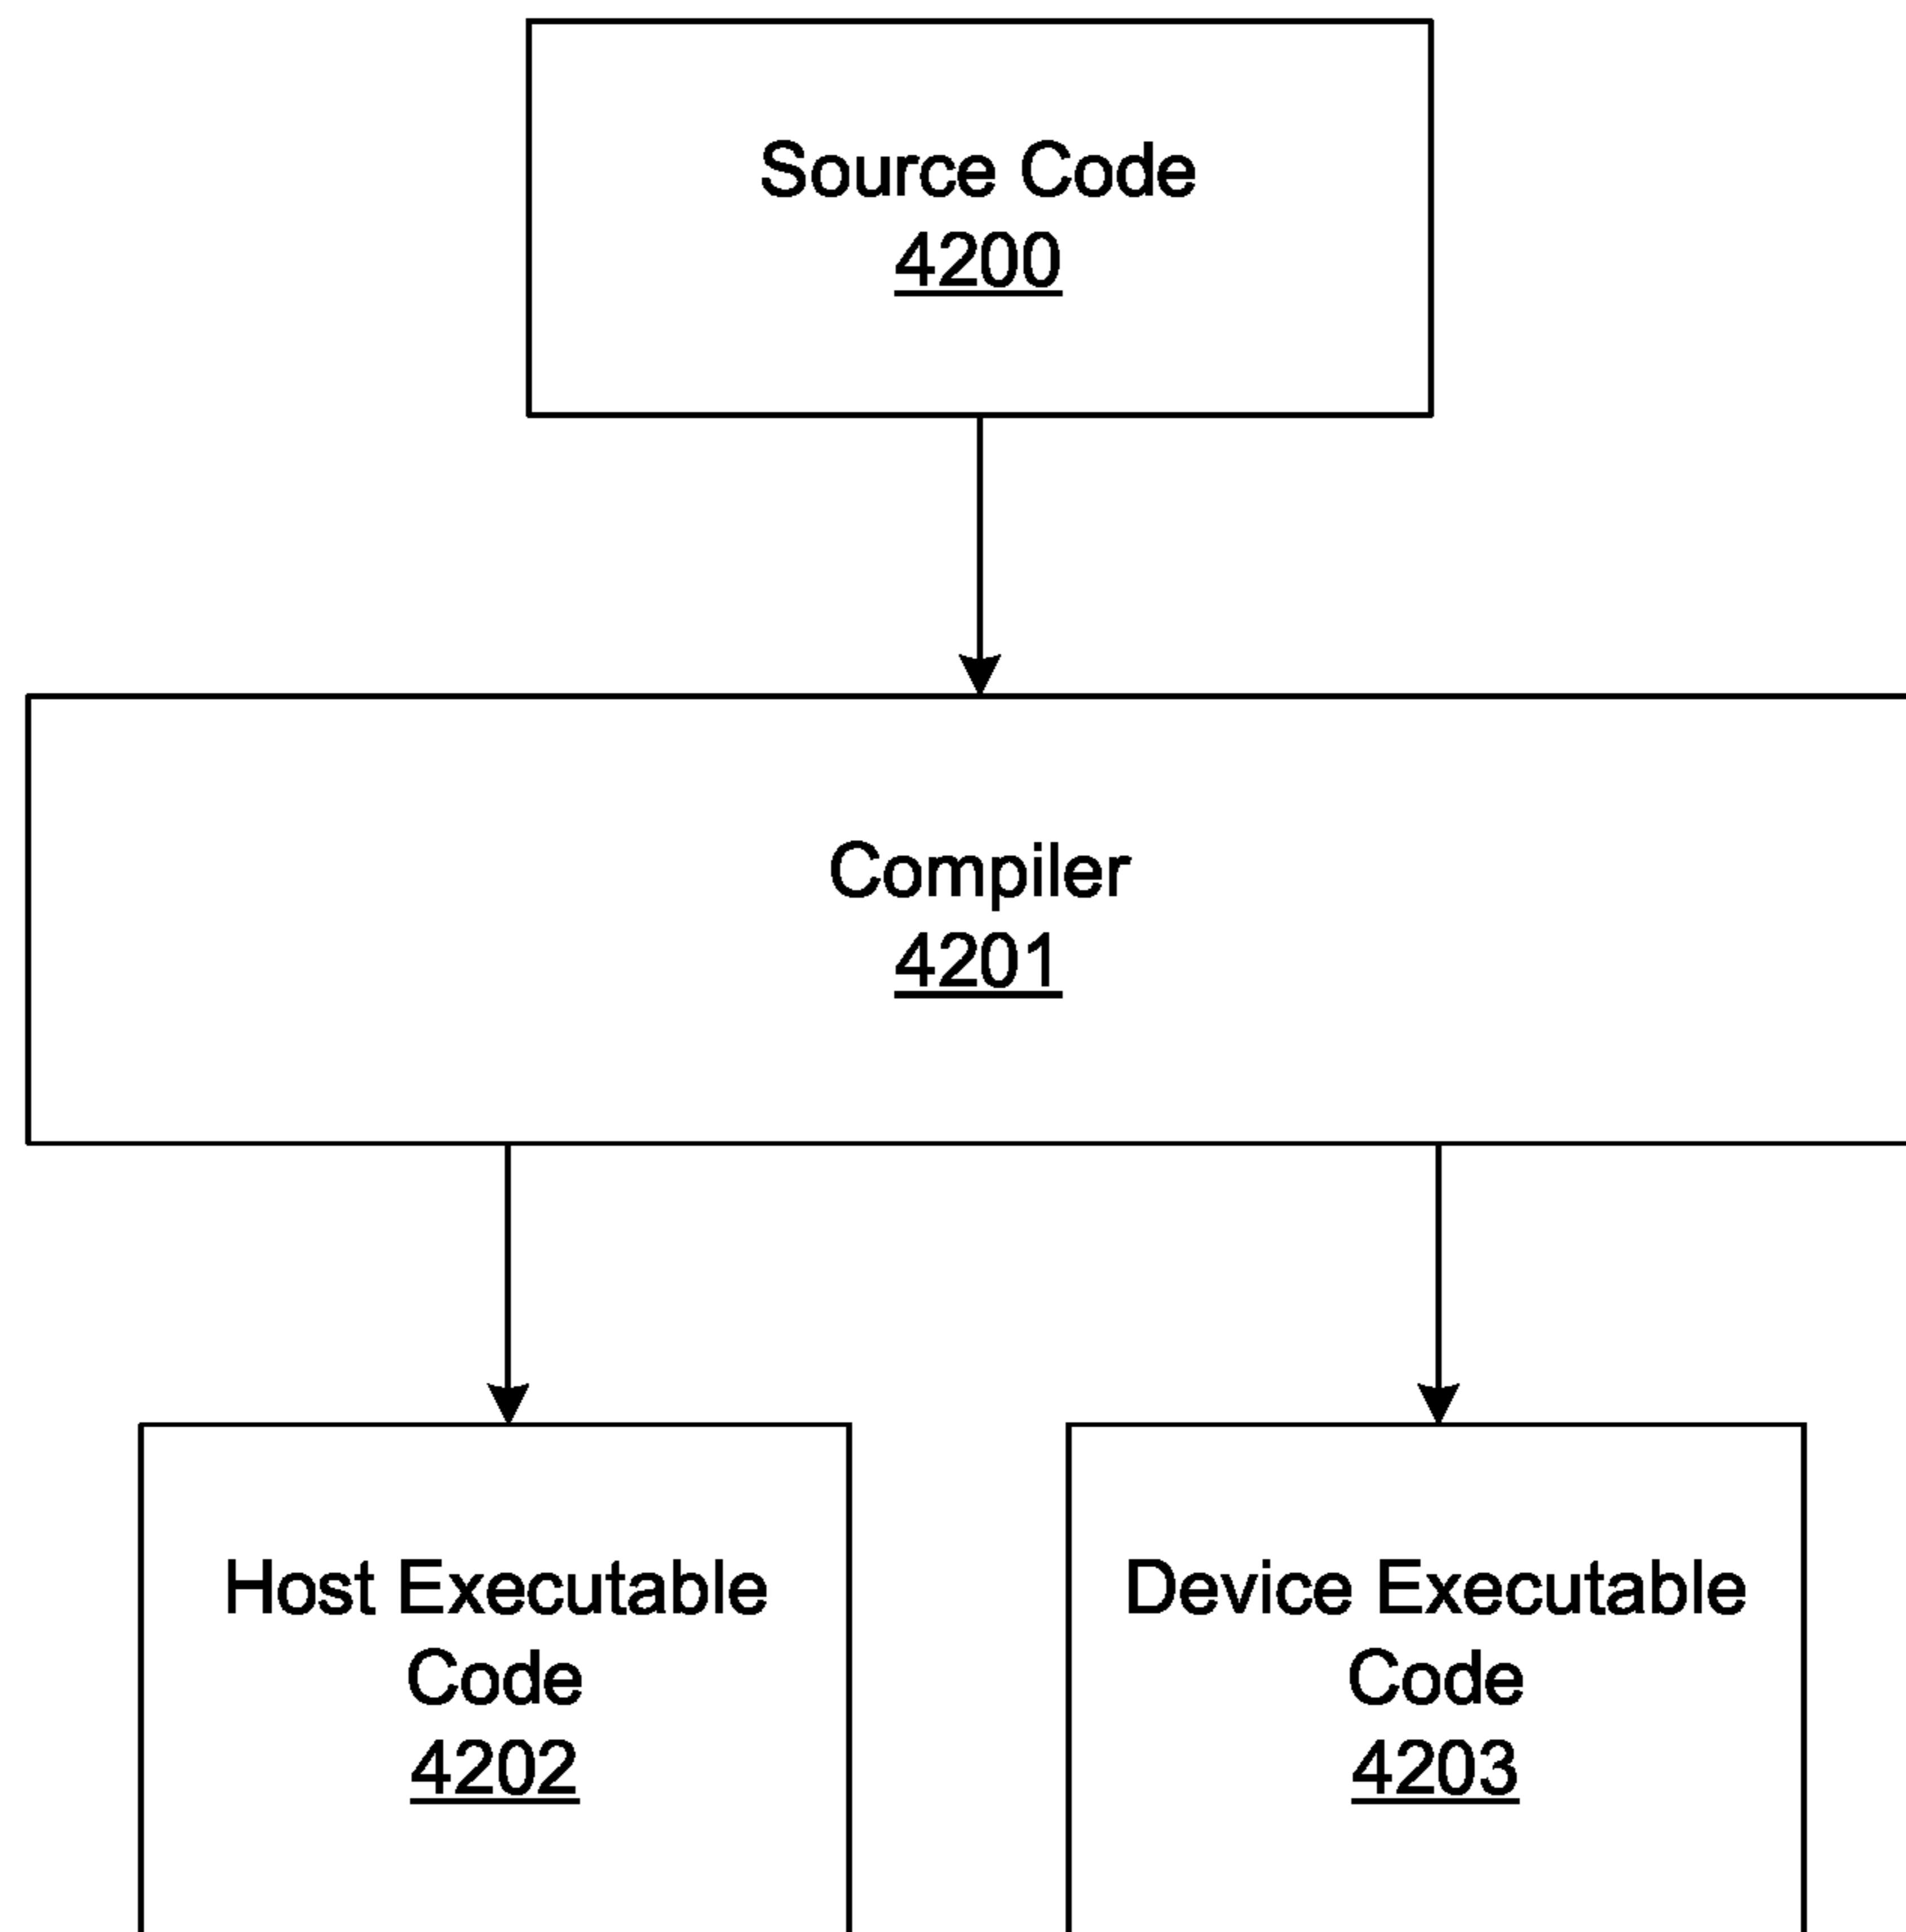 Source Code
4200
Compiler
4201
Host Executable
Code
4202
Device Executable
Code
4203